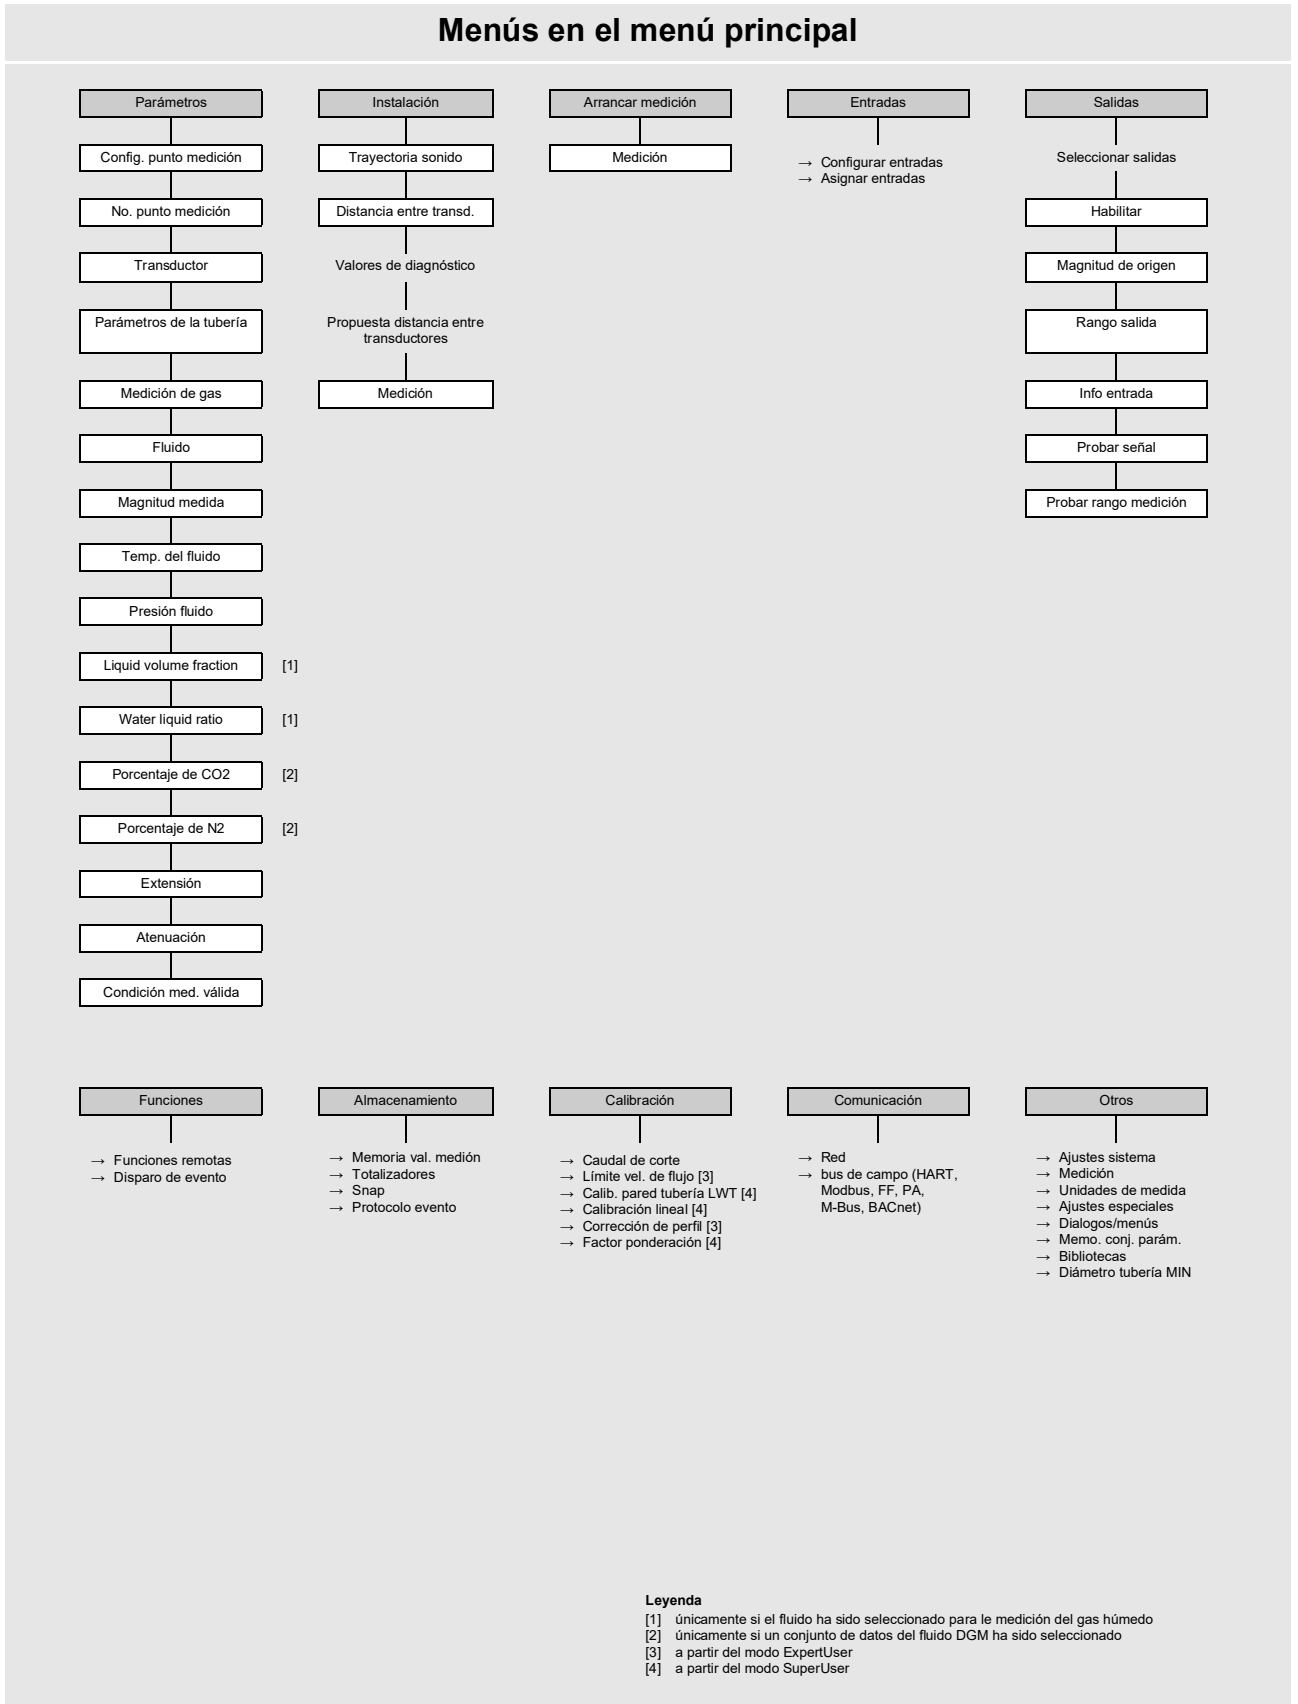 Menús en el menú principal
Parámetros
Config. punto medición
No. punto medición
Transductor
Parámetros de la tubería
Medición de gas
Fluido
Magnitud medida
Temp. del fluido
Presión fluido
Liquid volume fraction [1]
Water liquid ratio [1]
Porcentaje de CO2 [2]
Porcentaje de N2 [2]
Extensión
Atenuación
Condición med. válida
Instalación
Trayectoria sonido
Distancia entre transd.
Valores de diagnóstico
Propuesta distancia entre
transductores
Medición
Arrancar medición
Medición
Entradas
→ Configurar entradas
→ Asignar entradas
Salidas
Seleccionar salidas
Habilitar
Magnitud de origen
Rango salida
Info entrada
Probar señal
Probar rango medición
Funciones
→ Funciones remotas
→ Disparo de evento
Almacenamiento
→ Memoria val. medión
→ Totalizadores
→ Snap
→ Protocolo evento
Calibración
→ Caudal de corte
→ Límite vel. de flujo [3]
→ Calib. pared tubería LWT [4]
→ Calibración lineal [4]
→ Corrección de perfil [3]
→ Factor ponderación [4]
Comunicación
→ Red
→ bus de campo (HART,
Modbus, FF, PA,
M-Bus, BACnet)
Otros
→ Ajustes sistema
→ Medición
→ Unidades de medida
→ Ajustes especiales
→ Dialogos/menús
→ Memo. conj. parám.
→ Bibliotecas
→ Diámetro tubería MIN
Leyenda
[1] únicamente si el fluido ha sido seleccionado para le medición del gas húmedo
[2] únicamente si un conjunto de datos del fluido DGM ha sido seleccionado
[3] a partir del modo ExpertUser
[4] a partir del modo SuperUser